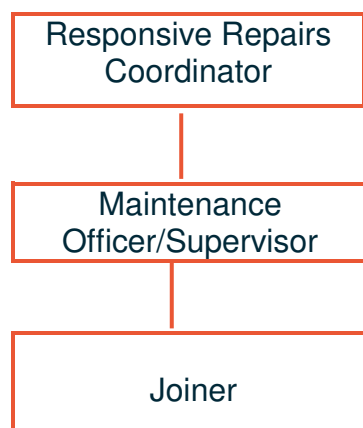 Responsive Repairs
Coordinator
Maintenance
Officer/Supervisor
Joiner